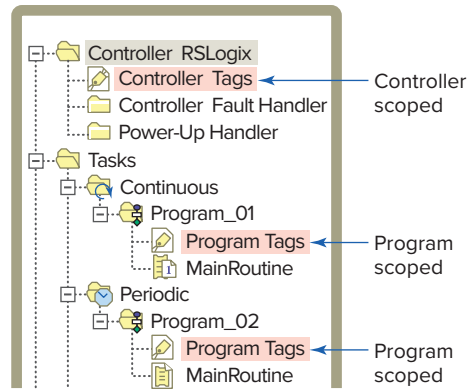 Controller RSLogix
Controller Tags
Controller scoped
Controller Fault Handler
Power-Up Handler
Tasks
Continuous
Program_01
Program Tags
Program scoped
MainRoutine
1
Periodic
Program_02
Program Tags
Program scoped
MainRoutine